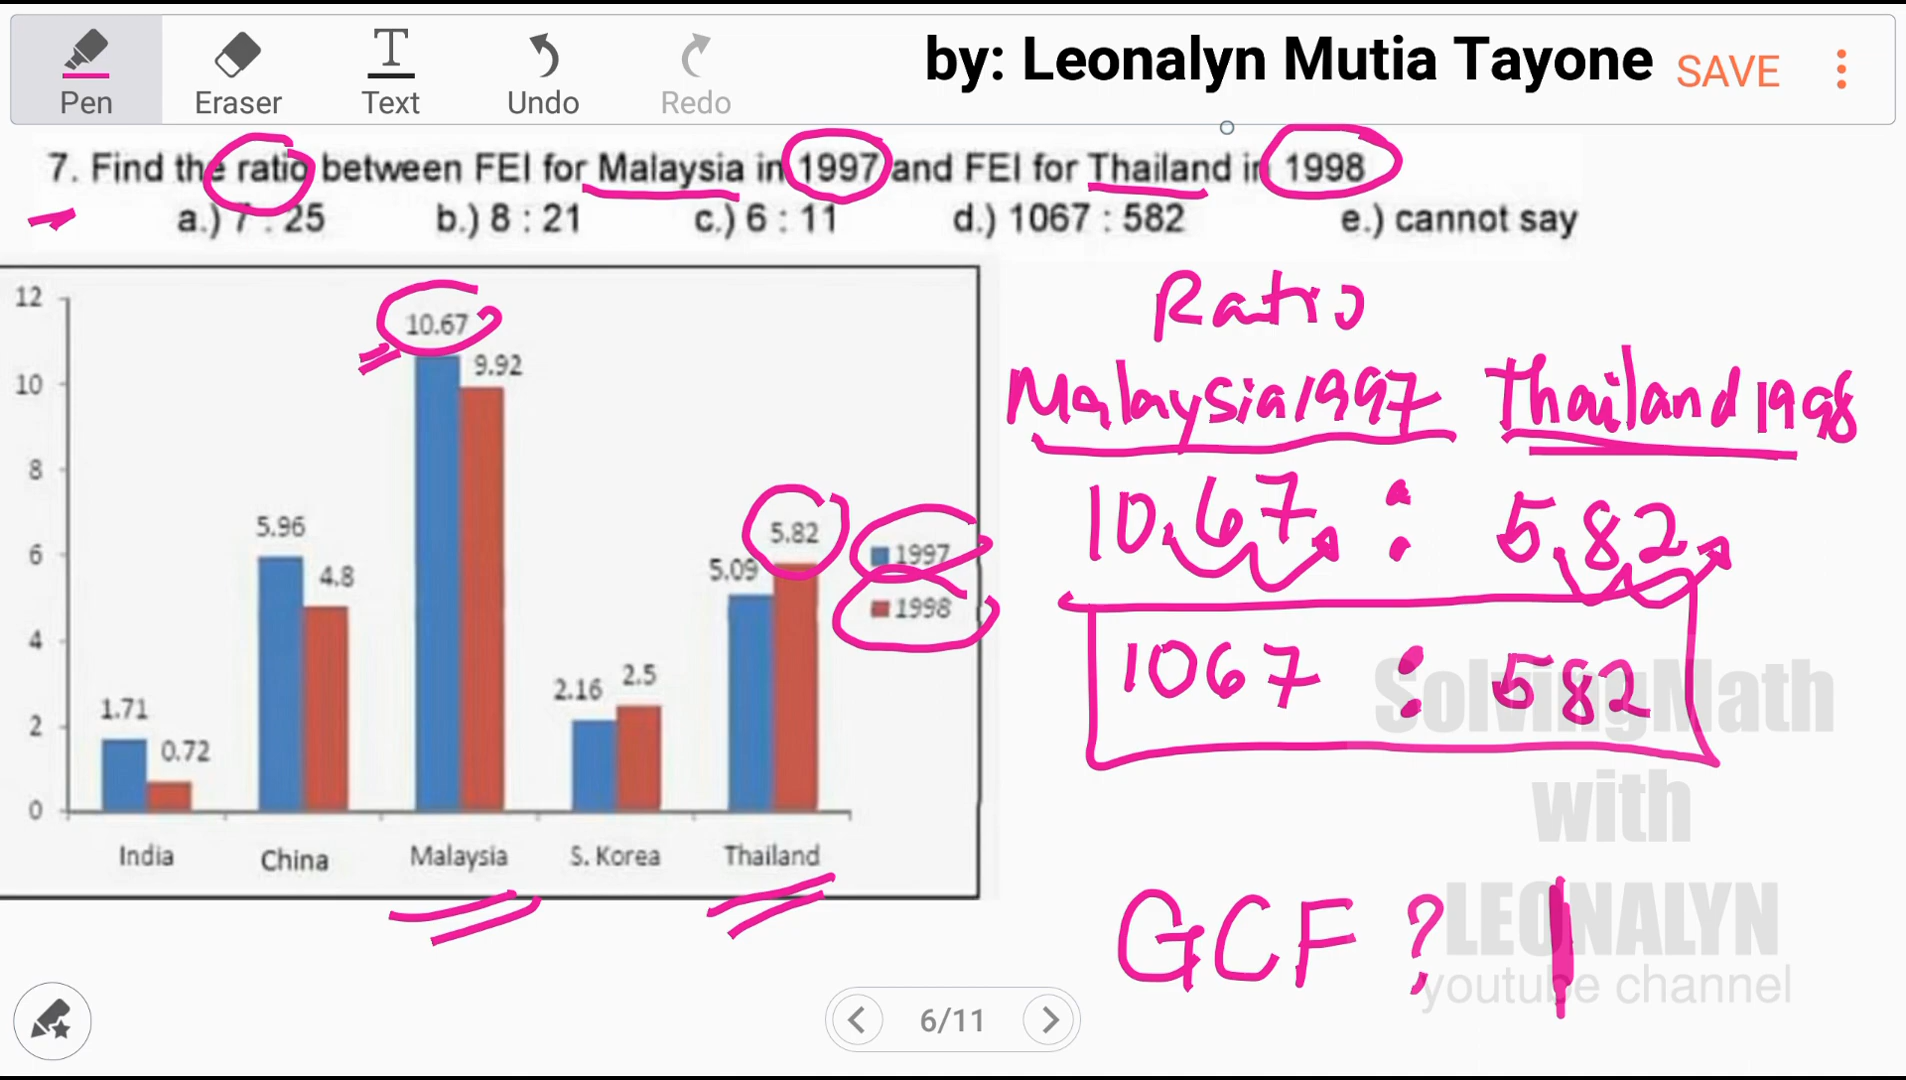 by: Leonalyn Mutia Tayone
SAVE
Pen
Eraser
Text
Undo
Redo
7. Find the ratio between FEI for Malaysia in 1997 and FEI for Thailand in 1998
a.) 7 : 25 b.) 8 : 21 c.) 6 : 11 d.) 1067 : 582 e.) cannot say
12
10
8
6
4
2
0
1.71
0.72
5.96
4.8
10.67
9.92
2.16
2.5
5.09
5.82
1997
1998
India China Malaysia S. Korea Thailand
Ratio
Malaysia 1997 Thailand 1998
10.67 : 5.82
1067 : 582
GCF ? 1
SolvingMath
with
LEONALYN
youtube channel
6/11